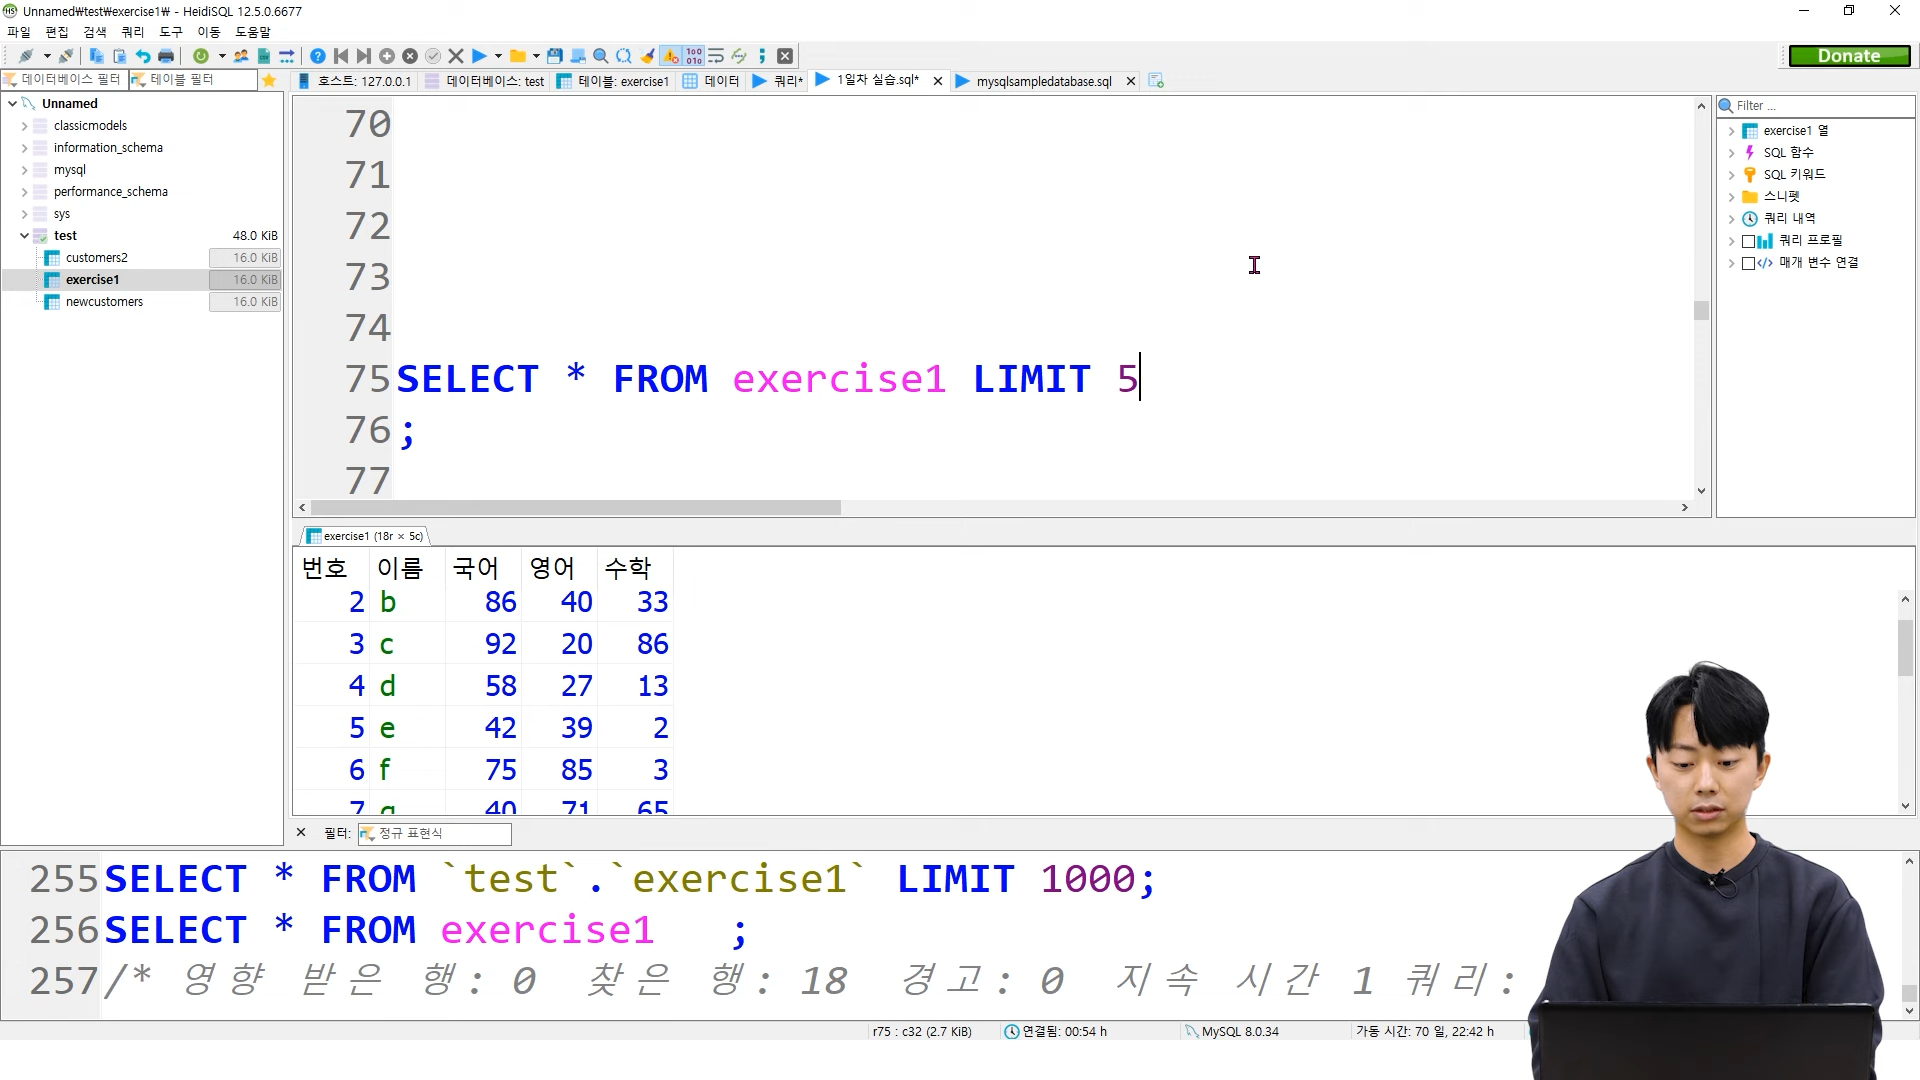 Unnamed₩test₩exercise1₩ - HeidiSQL 12.5.0.6677
파일 편집 검색 쿼리 도구 이동 도움말
Donate
데이터베이스 필터 테이블 필터
호스트: 127.0.0.1 데이터베이스: test 테이블: exercise1 데이터 쿼리* 1일차 실습.sql* mysqlsampledatabase.sql
Unnamed
classicmodels
information_schema
mysql
performance_schema
sys
test 48.0 KiB
customers2 16.0 KiB
exercise1 16.0 KiB
newcustomers 16.0 KiB
70
71
72
73
74
75 SELECT * FROM exercise1 LIMIT 5
76 ;
77
Filter ...
exercise1 열
SQL 함수
SQL 키워드
스니펫
쿼리 내역
쿼리 프로필
매개 변수 연결
exercise1 (18r × 5c)
번호 이름 국어 영어 수학
2 b 86 40 33
3 c 92 20 86
4 d 58 27 13
5 e 42 39 2
6 f 75 85 3
7 g 40 71 65
필터: 정규 표현식
255 SELECT * FROM `test`.`exercise1` LIMIT 1000;
256 SELECT * FROM exercise1 ;
257 /* 영향 받은 행: 0 찾은 행: 18 경고: 0 지속 시간 1 쿼리:
r75 : c32 (2.7 KiB) 연결됨: 00:54 h MySQL 8.0.34 가동 시간: 70 일, 22:42 h